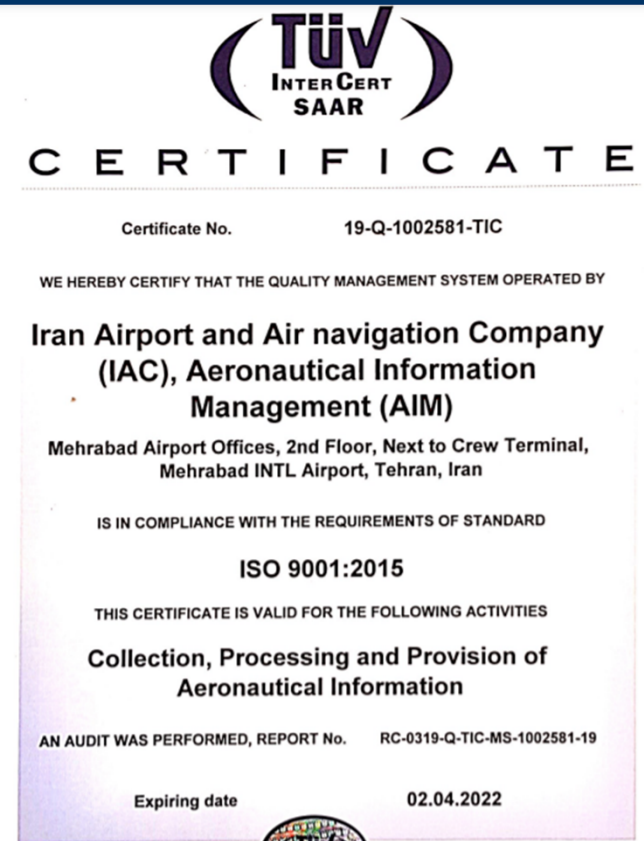 TÜV
INTERCERT
SAAR
CERTIFICATE
Certificate No. 19-Q-1002581-TIC
WE HEREBY CERTIFY THAT THE QUALITY MANAGEMENT SYSTEM OPERATED BY
Iran Airport and Air navigation Company
(IAC), Aeronautical Information
Management (AIM)
Mehrabad Airport Offices, 2nd Floor, Next to Crew Terminal,
Mehrabad INTL Airport, Tehran, Iran
IS IN COMPLIANCE WITH THE REQUIREMENTS OF STANDARD
ISO 9001:2015
THIS CERTIFICATE IS VALID FOR THE FOLLOWING ACTIVITIES
Collection, Processing and Provision of
Aeronautical Information
AN AUDIT WAS PERFORMED, REPORT No. RC-0319-Q-TIC-MS-1002581-19
Expiring date 02.04.2022